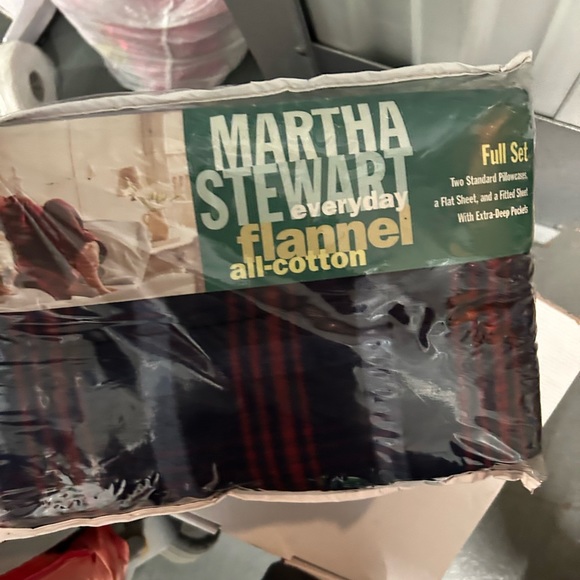 MARTHA
STEWART
everyday
flannel
all-cotton
Full Set
Two Standard Pillowcases,
a Flat Sheet, and a Fitted Sheet
With Extra-Deep Pockets